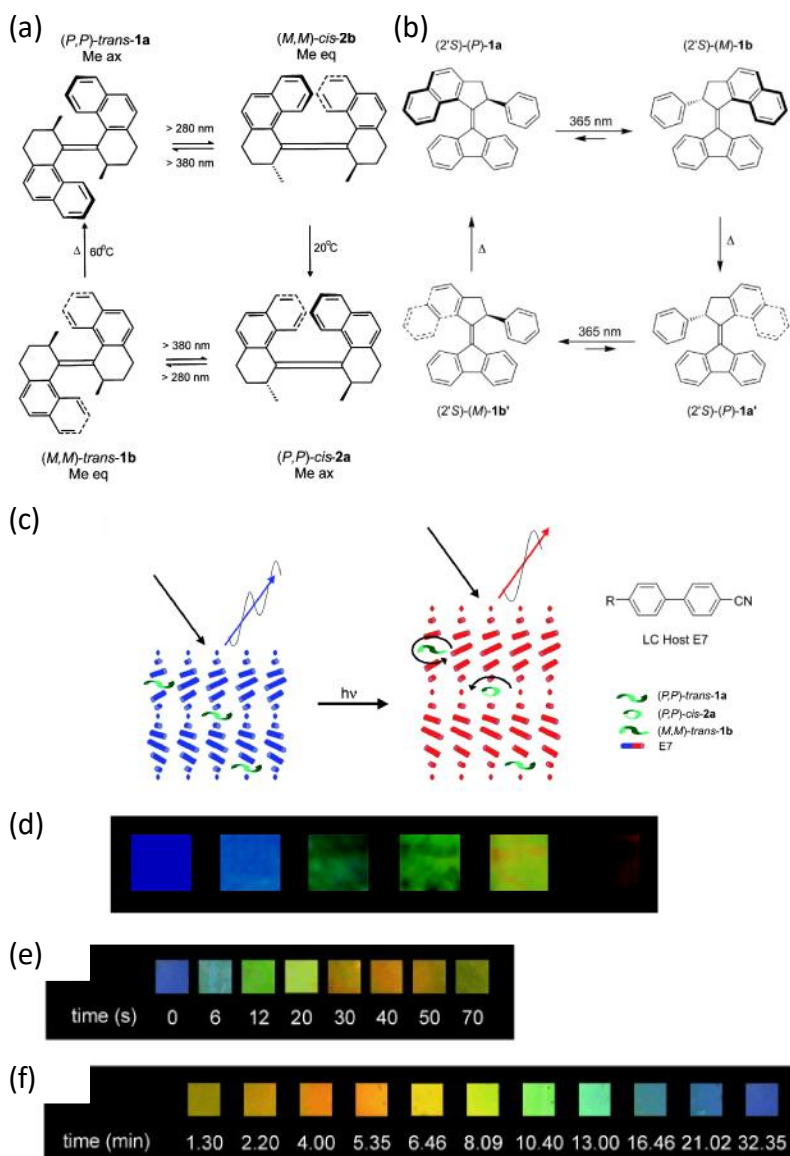 (a)
(P,P)-trans-1a
Me ax
(M,M)-cis-2b
Me eq
> 280 nm
> 380 nm
Δ
60°C
20°C
> 380 nm
> 280 nm
(M,M)-trans-1b
Me eq
(P,P)-cis-2a
Me ax
(b)
(2'S)-(P)-1a
(2'S)-(M)-1b
365 nm
Δ
Δ
365 nm
(2'S)-(M)-1b'
(2'S)-(P)-1a'
(c)
hν
R
CN
LC Host E7
(P,P)-trans-1a
(P,P)-cis-2a
(M,M)-trans-1b
E7
(d)
(e)
time (s) 0 6 12 20 30 40 50 70
(f)
time (min) 1.30 2.20 4.00 5.35 6.46 8.09 10.40 13.00 16.46 21.02 32.35